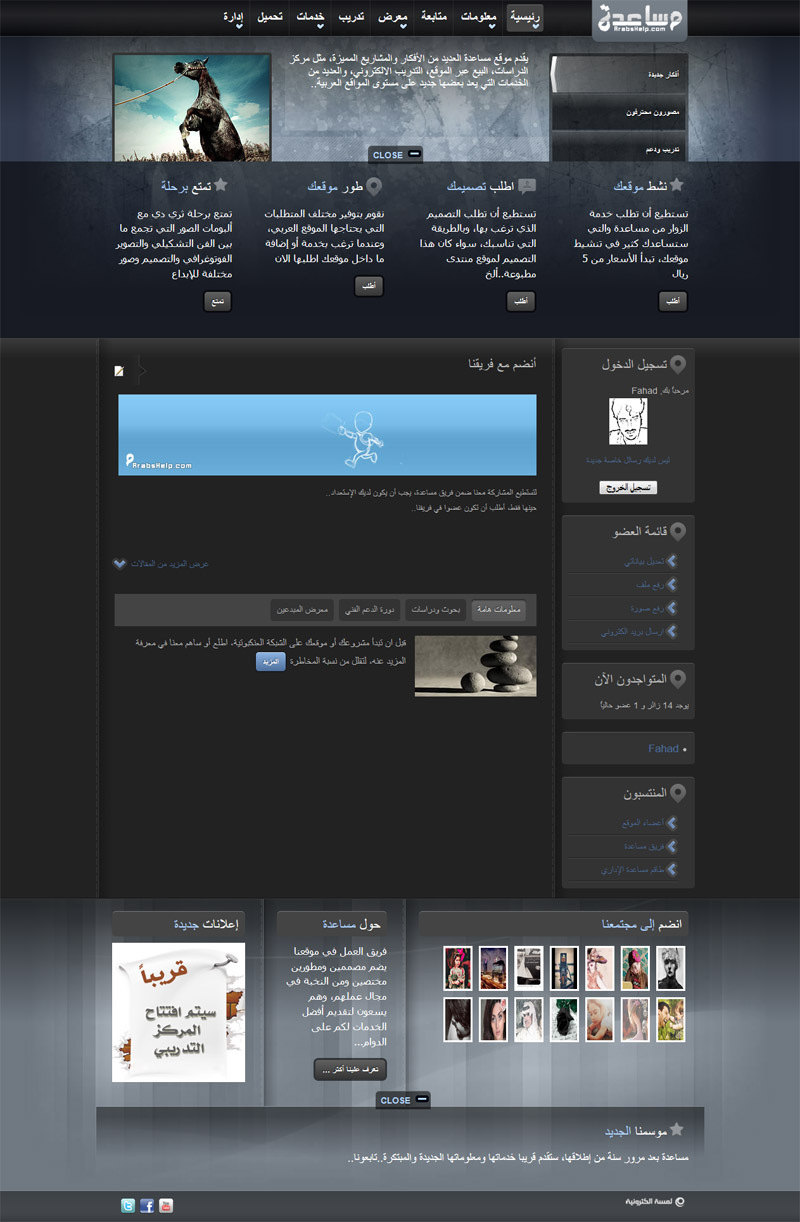 مساعدة
ArabsHelp.com
رئيسية
معلومات
متابعة
معرض
تدريب
خدمات
تحميل
إدارة
أفكار جديدة
مصورون محترفون
تدريب ودعم
يقدم موقع مساعدة العديد من الأفكار والمشاريع المميزة، مثل مركز
الدراسات، البيع عبر الموقع، التدريب الالكتروني، والعديد من
الخدمات التي يعد بعضها جديد على مستوى المواقع العربية..
CLOSE
نشط موقعك
تستطيع أن تطلب خدمة
الزوار من مساعدة والتي
ستساعدك كثير في تنشيط
موقعك، تبدأ الأسعار من 5
ريال
أطلب
اطلب تصميمك
تستطيع أن تطلب التصميم
الذي ترغب بها، وبالطريقة
التي تناسبك، سواء كان هذا
التصميم لموقع منتدى
مطبوعة..ألخ
أطلب
طور موقعك
نقوم بتوفير مختلف المتطلبات
التي يحتاجها الموقع العربي،
وعندما ترغب بخدمة أو إضافة
ما داخل موقعك اطلبها الان
أطلب
تمتع برحلة
تمتع برحلة ثري دي مع
ألبومات الصور التي تجمع ما
بين الفن التشكيلي والتصوير
الفوتوغرافي والتصميم وصور
مختلفة للإبداع
تمتع
تسجيل الدخول
مرحبا بك, Fahad
ليس لديك رسائل خاصة جديدة
تسجيل الخروج
قائمة العضو
تعديل بياناتي
رفع ملف
رفع صورة
ارسال بريد الكتروني
المتواجدون الآن
يوجد 14 زائر و 1 عضو حالياً
Fahad
المنتسبون
أعضاء الموقع
فريق مساعدة
طاقم مساعدة الإداري
أنضم مع فريقنا
ArabsHelp.com
لتستطيع المشاركة معنا ضمن فريق مساعدة، يجب أن يكون لديك الإستعداد..
حينها فقط، أطلب أن تكون عضوا في فريقنا..
عرض المزيد من المقالات
معلومات هامة
بحوث ودراسات
دورة الدعم الفني
معرض المبدعين
قبل ان تبدأ مشروعك أو موقعك على الشبكة العنكبوتية، اطلع أو ساهم معنا في معرفة
المزيد عنه، لتقلل من نسبة المخاطرة
المزيد
انضم إلى مجتمعنا
حول مساعدة
فريق العمل في موقعنا
يضم مصممين ومطورين
مختصين ومن النخبة في
مجال عملهم، وهم
يسعون لتقديم أفضل
الخدمات لكم على
الدوام...
تعرف علينا أكثر ...
إعلانات جديدة
قريباً
سيتم افتتاح
المركز
التدريبي
CLOSE
موسمنا الجديد
مساعدة بعد مرور سنة من إطلاقها، ستقدم قريبا خدماتها ومعلوماتها الجديدة والمبتكرة..تابعونا..
لمسة الكترونية